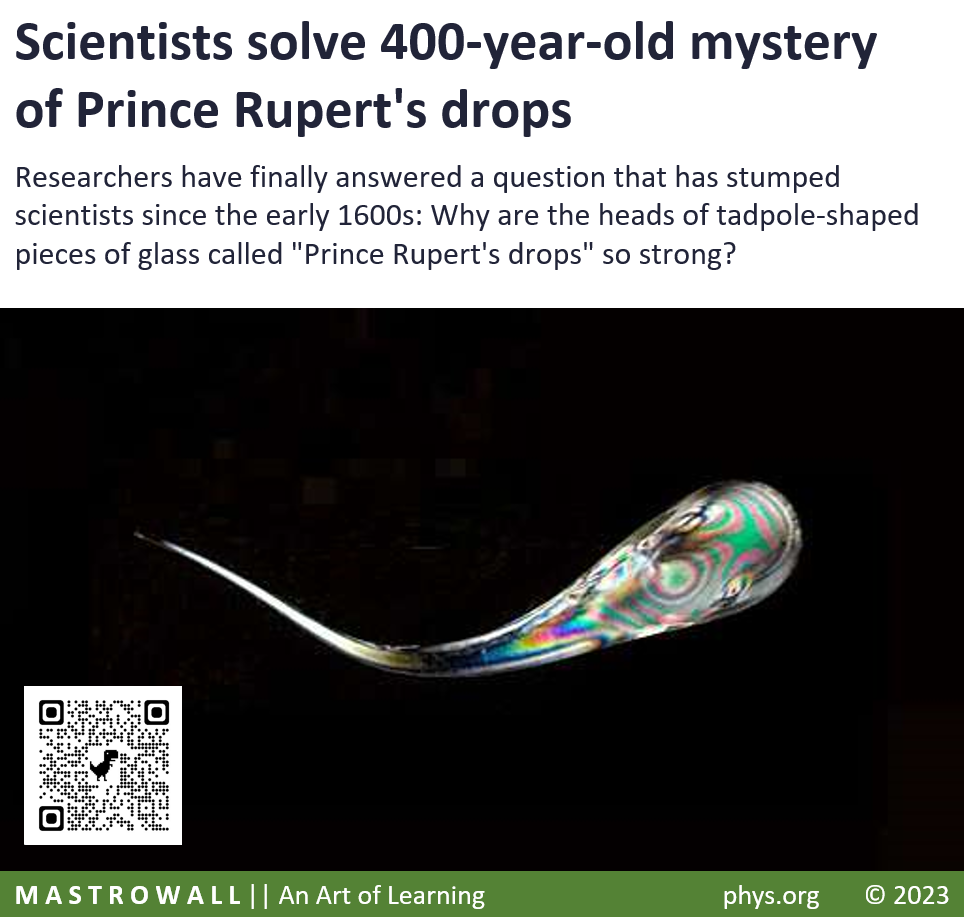 Scientists solve 400-year-old mystery
of Prince Rupert's drops
Researchers have finally answered a question that has stumped
scientists since the early 1600s: Why are the heads of tadpole-shaped
pieces of glass called "Prince Rupert's drops" so strong?
MASTROWALL || An Art of Learning phys.org © 2023